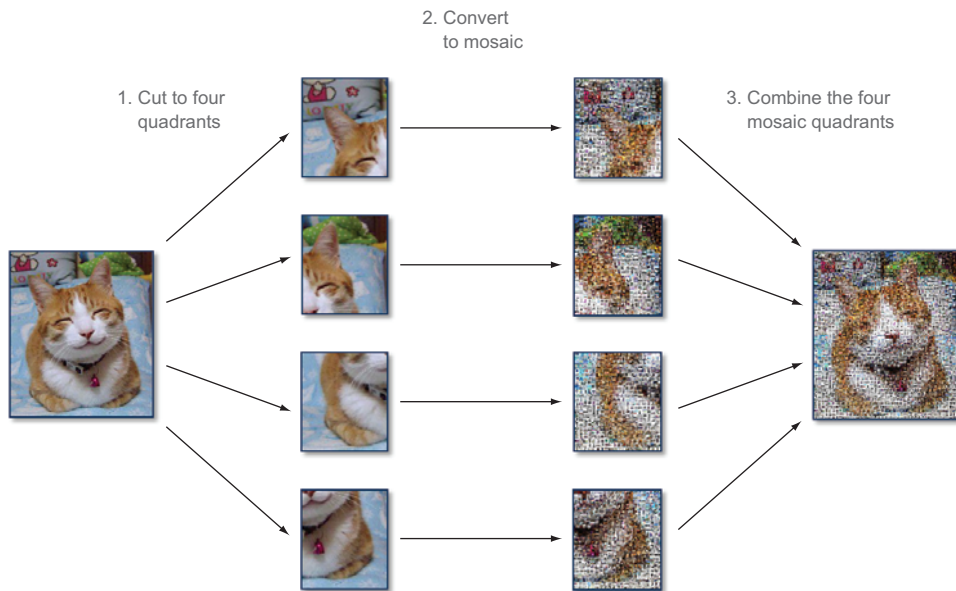 2. Convert
to mosaic
1. Cut to four
quadrants
3. Combine the four
mosaic quadrants